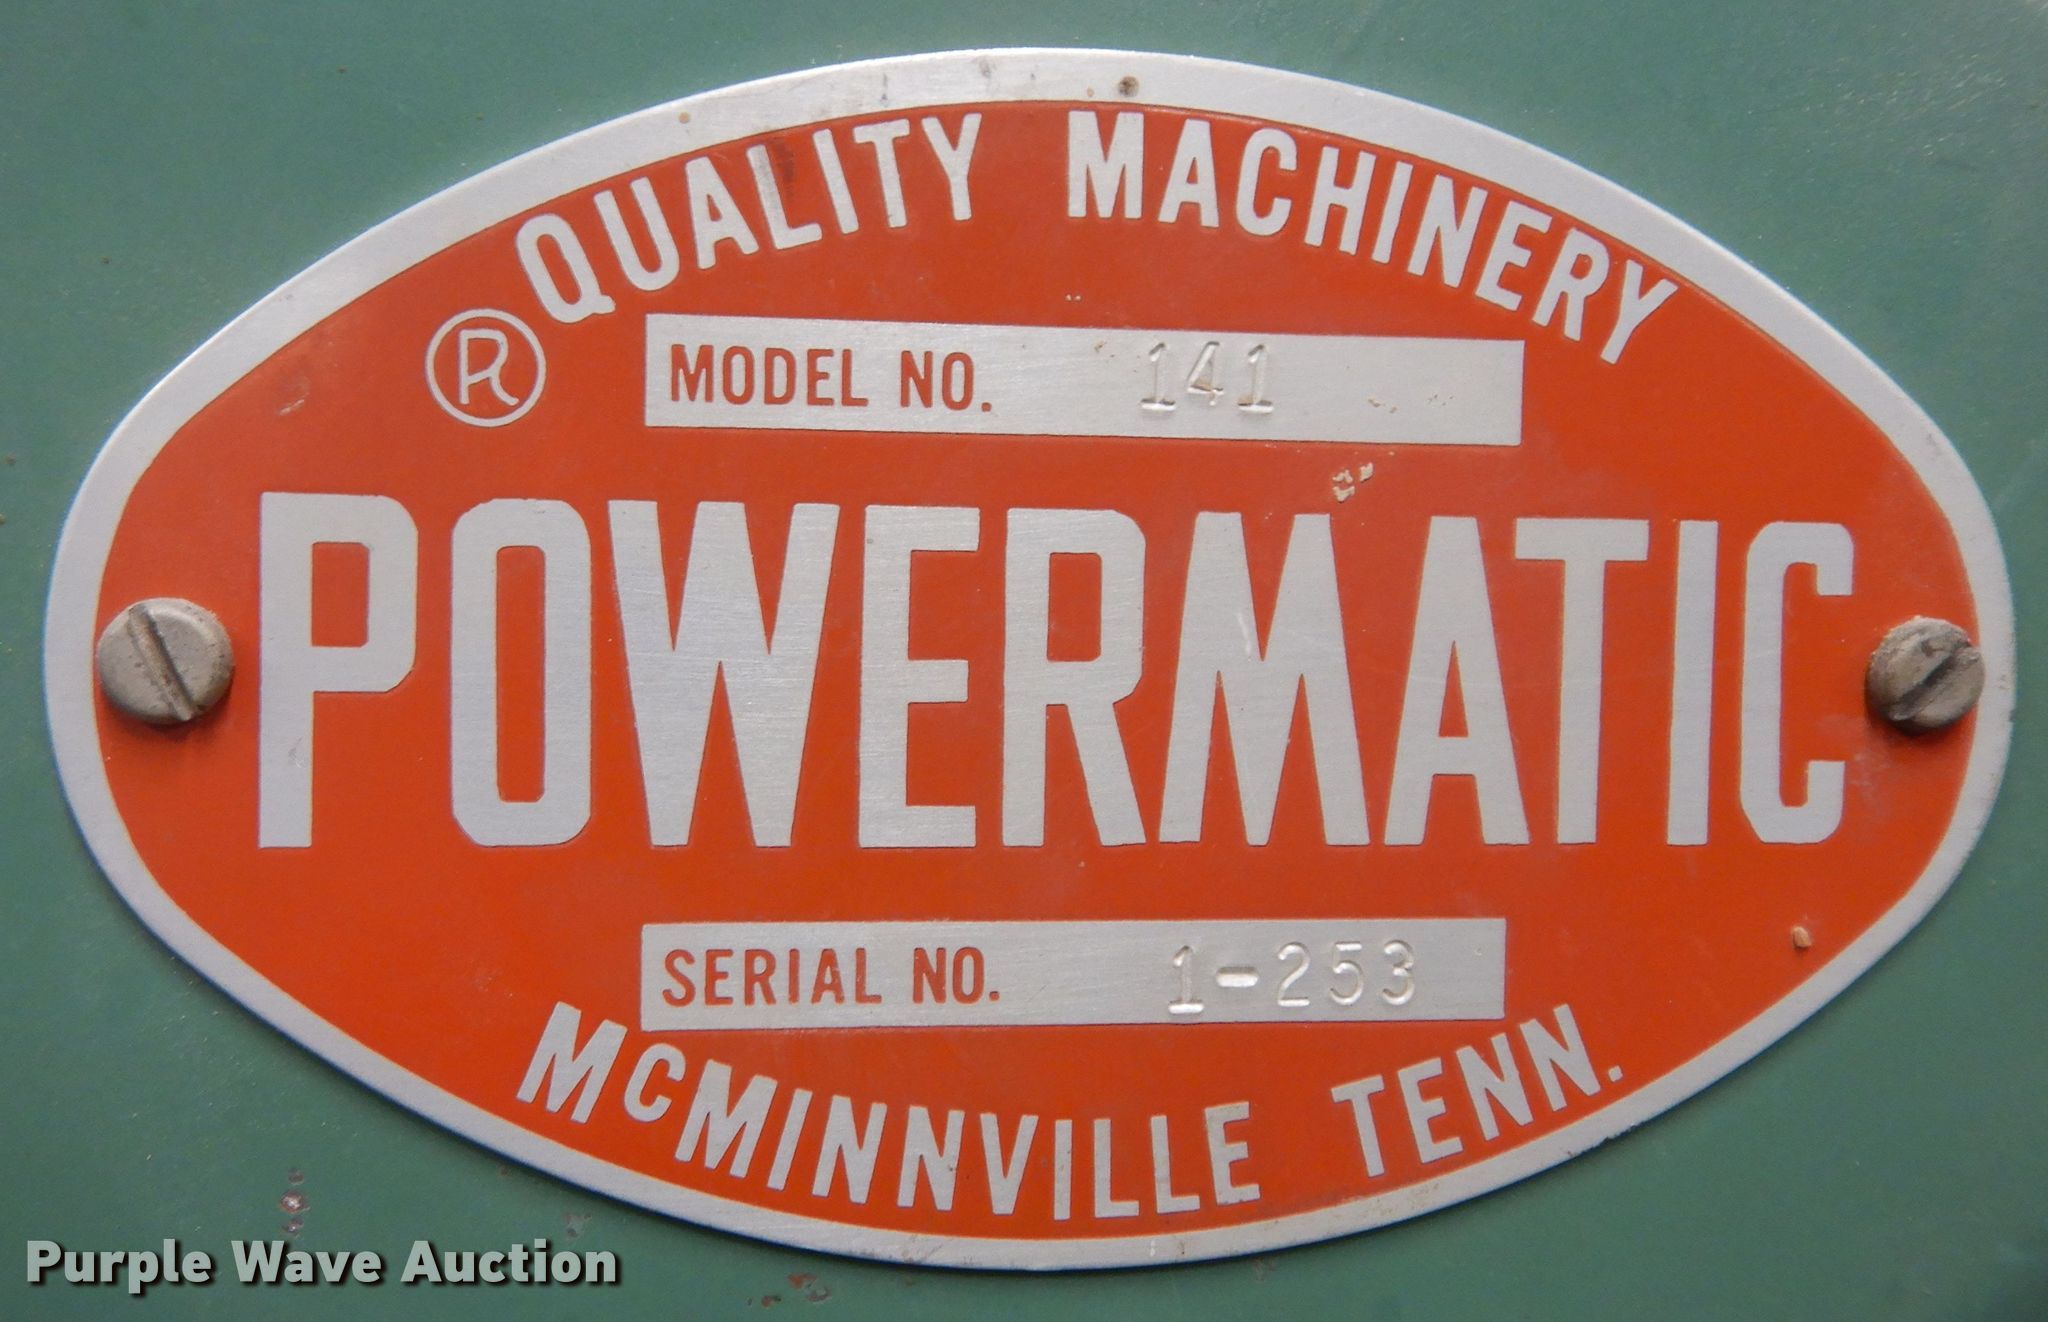 QUALITY MACHINERY
®
MODEL NO. 141
POWERMATIC
SERIAL NO. 1-253
McMINNVILLE TENN.
Purple Wave Auction